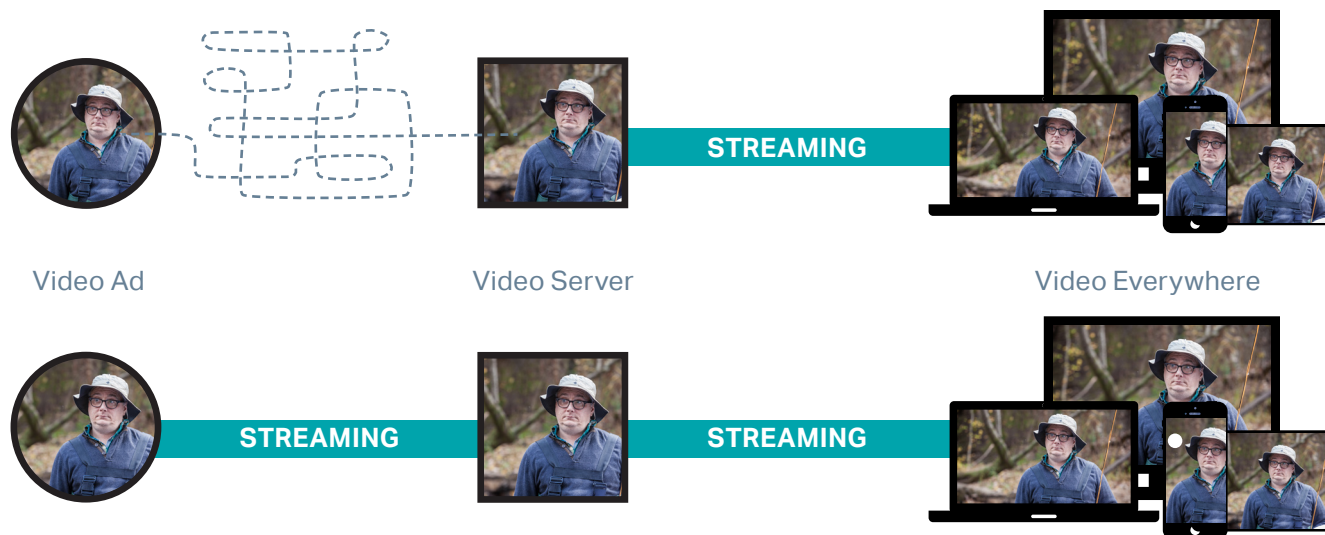 STREAMING
Video Ad
Video Server
Video Everywhere
STREAMING
STREAMING